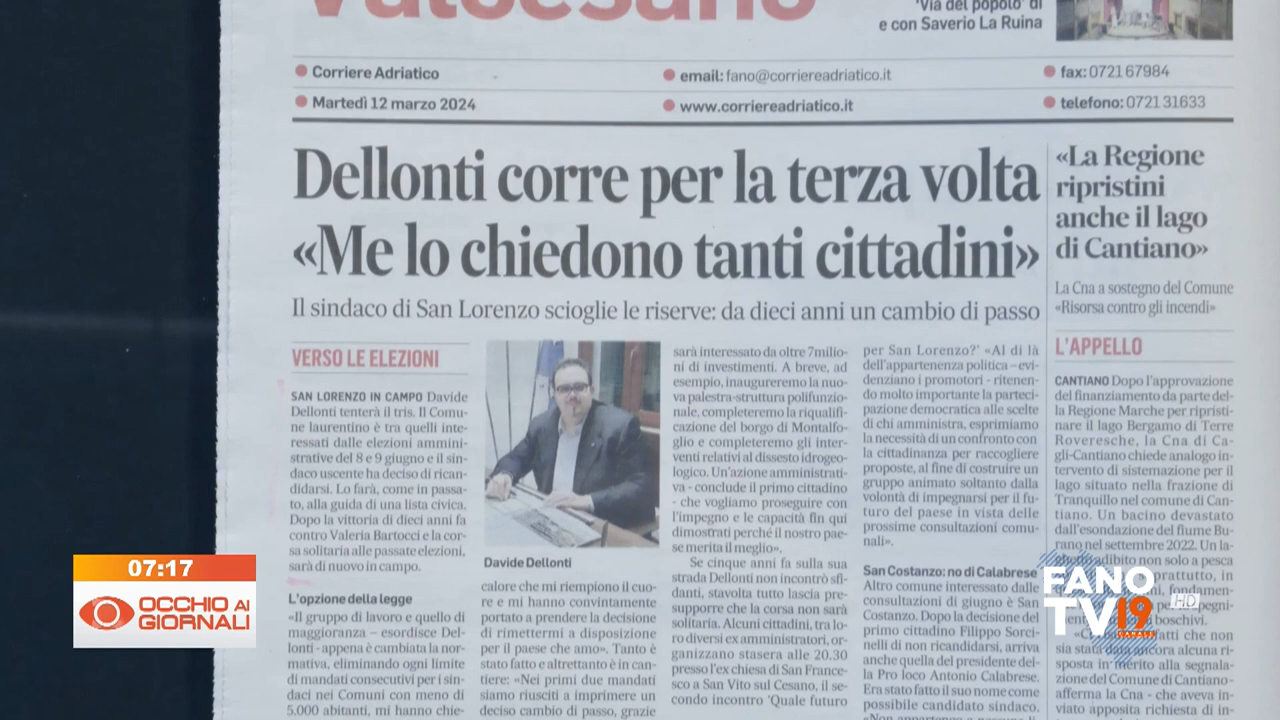 'Via del popolo' di
e con Saverio La Ruina
Corriere Adriatico
Martedì 12 marzo 2024
email: fano@corriereadriatico.it
www.corriereadriatico.it
fax: 0721 67984
telefono: 0721 31633
Dellonti corre per la terza volta
«Me lo chiedono tanti cittadini»
Il sindaco di San Lorenzo scioglie le riserve: da dieci anni un cambio di passo
VERSO LE ELEZIONI
SAN LORENZO IN CAMPO Davide
Dellonti tenterà il tris. Il Comu-
ne laurentino è tra quelli inte-
ressati dalle elezioni ammini-
strative del 8 e 9 giugno e il sin-
daco uscente ha deciso di rican-
didarsi. Lo farà, come in passa-
to, alla guida di una lista civica.
Dopo la vittoria di dieci anni fa
contro Valeria Bartocci e la cor-
sa solitaria alle passate elezioni,
sarà di nuovo in campo.
L'opzione della legge
«Il gruppo di lavoro e quello di
maggioranza – esordisce Del-
lonti - appena è cambiata la nor-
mativa, eliminando ogni limite
di mandati consecutivi per i sin-
daci nei Comuni con meno di
5.000 abitanti, mi hanno chie-
Davide Dellonti
calore che mi riempiono il cuo-
re e mi hanno convintamente
portato a prendere la decisione
di rimettermi a disposizione
per il paese che amo». Tanto è
stato fatto e altrettanto è in can-
tiere: «Nei primi due mandati
siamo riusciti a imprimere un
deciso cambio di passo, grazie
sarà interessato da oltre 7milio-
ni di investimenti. A breve, ad
esempio, inaugureremo la nuo-
va palestra-struttura polifunzio-
nale, completeremo la riqualifi-
cazione del borgo di Montalfo-
glio e completeremo gli inter-
venti relativi al dissesto idrogeo-
logico. Un'azione amministrati-
va - conclude il primo cittadino
- che vogliamo proseguire con
l'impegno e le capacità fin qui
dimostrati perché il nostro pae-
se merita il meglio».
Se cinque anni fa sulla sua
strada Dellonti non incontrò sfi-
danti, stavolta tutto lascia pre-
supporre che la corsa non sarà
solitaria. Alcuni cittadini, tra lo-
ro diversi ex amministratori, or-
ganizzano stasera alle 20.30
presso l'ex chiesa di San France-
sco a San Vito sul Cesano, il se-
condo incontro 'Quale futuro
per San Lorenzo?' «Al di là
dell'appartenenza politica – evi-
denziano i promotori - ritenen-
do molto importante la parteci-
pazione democratica alle scelte
di chi amministra, esprimiamo
la necessità di un confronto con
la cittadinanza per raccogliere
proposte, al fine di costruire un
gruppo animato soltanto dalla
volontà di impegnarsi per il fu-
turo del paese in vista delle
prossime consultazioni comu-
nali».
San Costanzo: no di Calabrese
Altro comune interessato dalle
consultazioni di giugno è San
Costanzo. Dopo la decisione del
primo cittadino Filippo Sorci-
nelli di non ricandidarsi, arriva
anche quella del presidente del-
la Pro loco Antonio Calabrese.
Era stato fatto il suo nome come
possibile candidato sindaco.
«La Regione
ripristini
anche il lago
di Cantiano»
La Cna a sostegno del Comune
«Risorsa contro gli incendi»
L'APPELLO
CANTIANO Dopo l'approvazione
del finanziamento da parte del-
la Regione Marche per ripristi-
nare il lago Bergamo di Terre
Roveresche, la Cna di Ca-
gli-Cantiano chiede analogo in-
tervento di sistemazione per il
lago situato nella frazione di
Tranquillo nel comune di Can-
tiano. Un bacino devastato
dall'esondazione del fiume Bu-
rano nel settembre 2022. Un la-
adibito non solo a pesca
boschivi.
fatti che non
sia stata ora alcuna ri-
sposta in merito alla segnala-
zione del Comune di Cantiano-
afferma la Cna - che aveva in-
viato apposita richiesta di in-
07:17
OCCHIO AI
GIORNALI
FANO
TV 19
HD